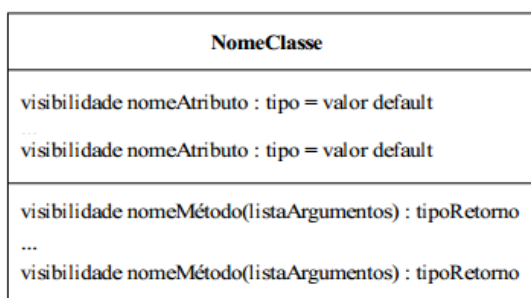 NomeClasse
visibilidade nomeAtributo : tipo = valor default
...
visibilidade nomeAtributo : tipo = valor default
visibilidade nomeMétodo(listaArgumentos) : tipoRetorno
...
visibilidade nomeMétodo(listaArgumentos) : tipoRetorno